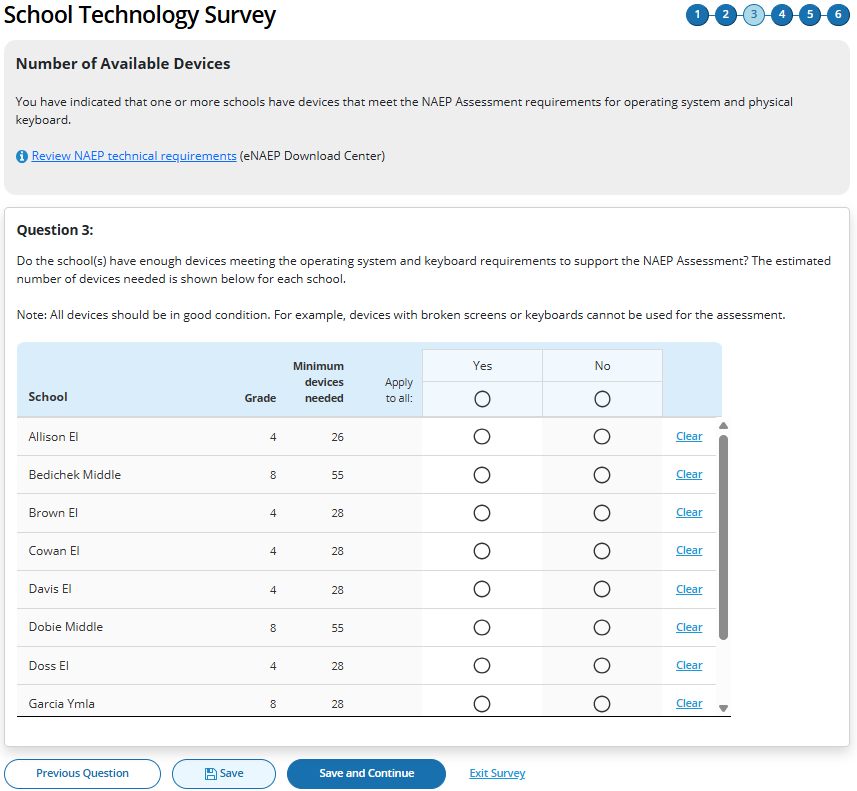 School Technology Survey
1 2 3 4 5 6
Number of Available Devices
You have indicated that one or more schools have devices that meet the NAEP Assessment requirements for operating system and physical
keyboard.
Review NAEP technical requirements (eNAEP Download Center)
Question 3:
Do the school(s) have enough devices meeting the operating system and keyboard requirements to support the NAEP Assessment? The estimated
number of devices needed is shown below for each school.
Note: All devices should be in good condition. For example, devices with broken screens or keyboards cannot be used for the assessment.
School Grade Minimum devices needed Apply to all: Yes No
Allison El 4 26 Clear
Bedichek Middle 8 55 Clear
Brown El 4 28 Clear
Cowan El 4 28 Clear
Davis El 4 28 Clear
Dobie Middle 8 55 Clear
Doss El 4 28 Clear
Garcia Ymla 8 28 Clear
Previous Question Save Save and Continue Exit Survey